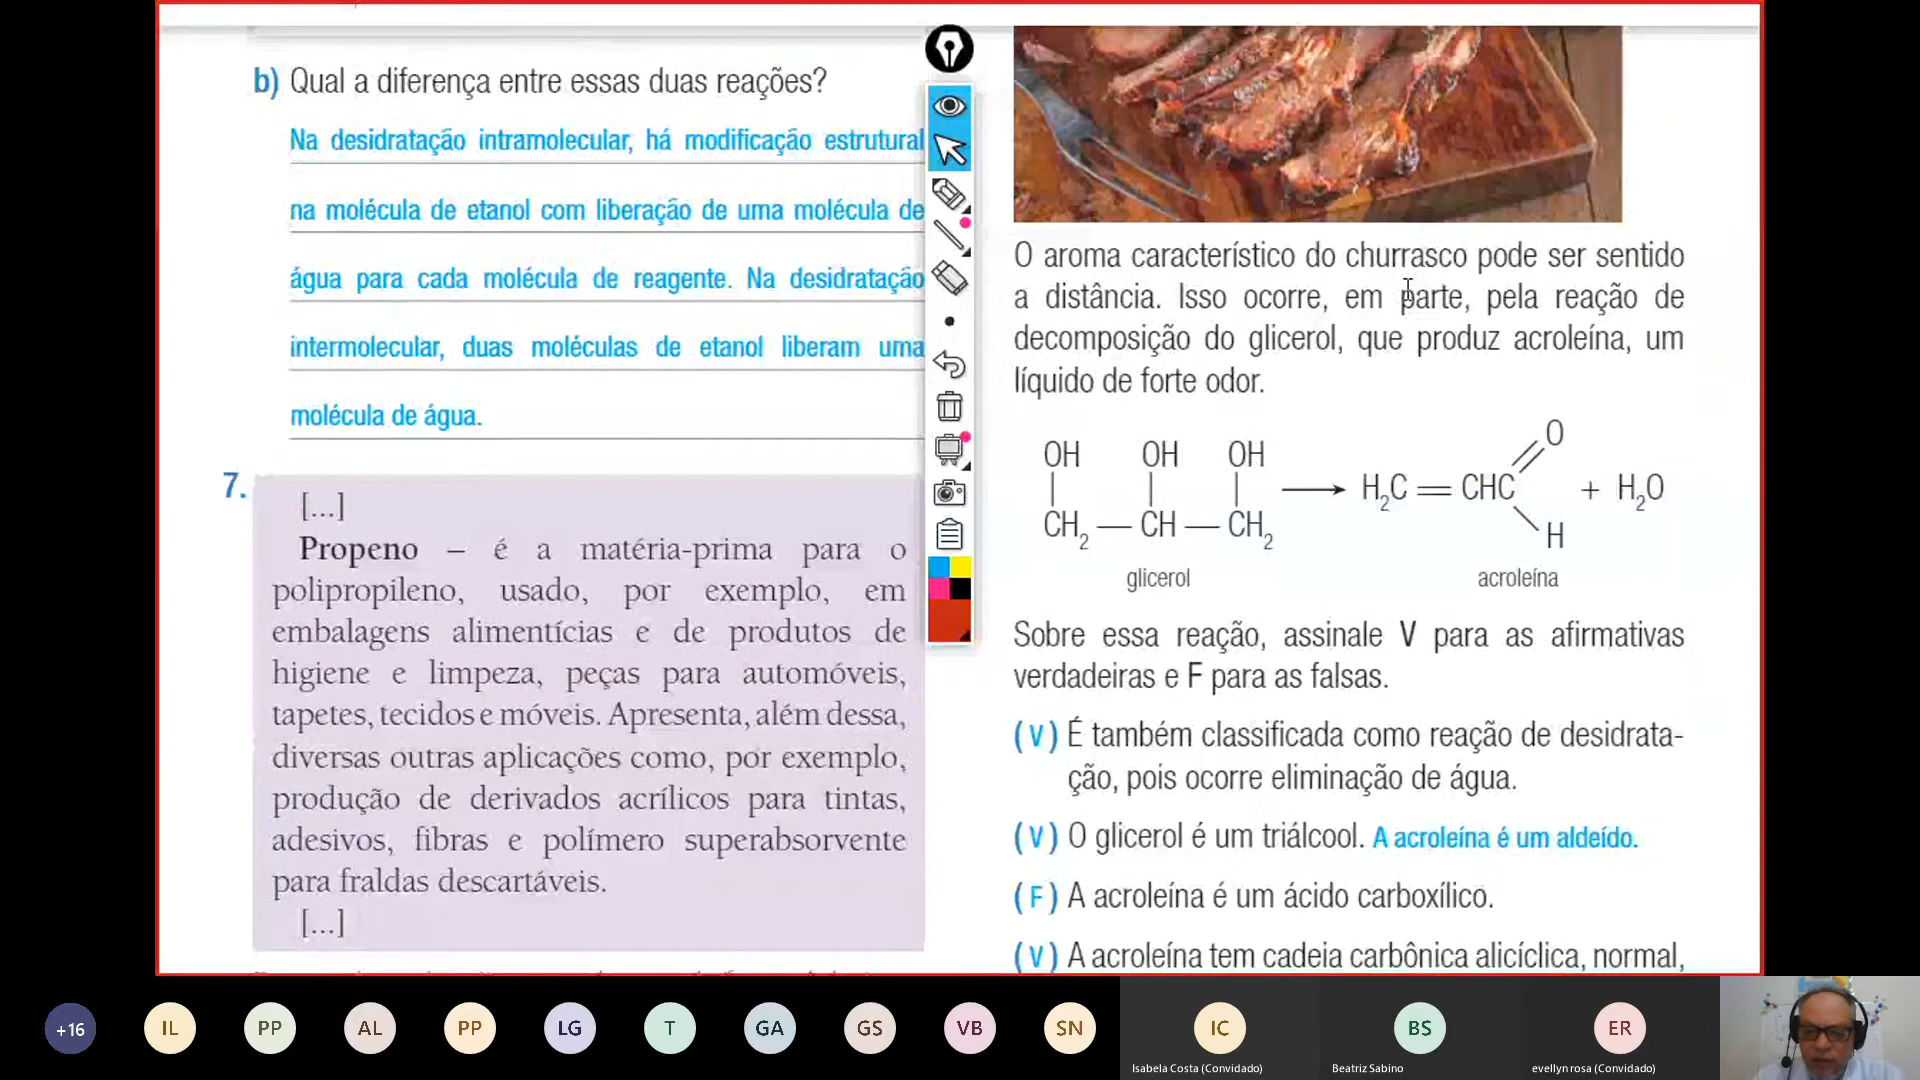 b) Qual a diferença entre essas duas reações?
Na desidratação intramolecular, há modificação estrutural
na molécula de etanol com liberação de uma molécula de
água para cada molécula de reagente. Na desidratação
intermolecular, duas moléculas de etanol liberam uma
molécula de água.
7.
[...]
Propeno – é a matéria-prima para o
polipropileno, usado, por exemplo, em
embalagens alimentícias e de produtos de
higiene e limpeza, peças para automóveis,
tapetes, tecidos e móveis. Apresenta, além dessa,
diversas outras aplicações como, por exemplo,
produção de derivados acrílicos para tintas,
adesivos, fibras e polímero superabsorvente
para fraldas descartáveis.
[...]
O aroma característico do churrasco pode ser sentido
a distância. Isso ocorre, em parte, pela reação de
decomposição do glicerol, que produz acroleína, um
líquido de forte odor.
OH OH OH O
CH₂ — CH — CH₂ → H₂C = CHC + H₂O
H
glicerol acroleína
Sobre essa reação, assinale V para as afirmativas
verdadeiras e F para as falsas.
(V) É também classificada como reação de desidrata-
ção, pois ocorre eliminação de água.
(V) O glicerol é um triálcool. A acroleína é um aldeído.
(F) A acroleína é um ácido carboxílico.
(V) A acroleína tem cadeia carbônica alicíclica, normal,
+16 IL PP AL PP LG T GA GS VB SN IC BS ER
Isabela Costa (Convidado) Beatriz Sabino evellyn rosa (Convidado)